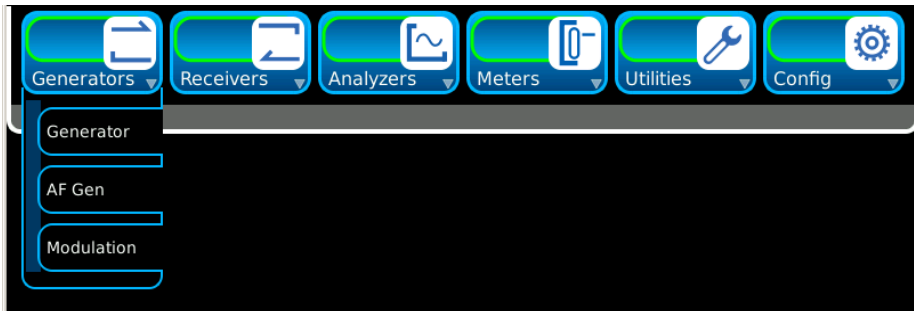 Generators
Receivers
Analyzers
Meters
Utilities
Config
Generator
AF Gen
Modulation